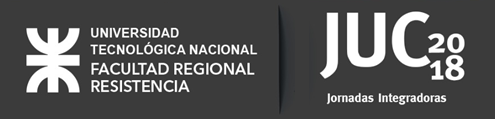 UNIVERSIDAD
TECNOLÓGICA NACIONAL
FACULTAD REGIONAL
RESISTENCIA
JUC 20
18
Jornadas Integradoras